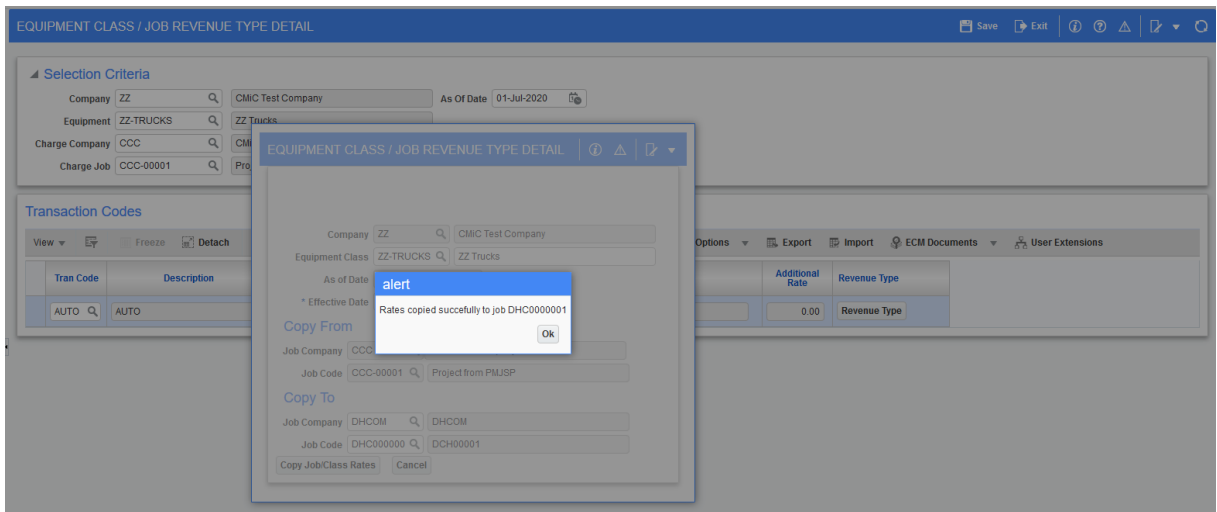 EQUIPMENT CLASS / JOB REVENUE TYPE DETAIL
Save Exit
Selection Criteria
Company ZZ CMiC Test Company As Of Date 01-Jul-2020
Equipment ZZ-TRUCKS ZZ Trucks
Charge Company CCC
Charge Job CCC-00001
Transaction Codes
View Freeze Detach Options Export Import ECM Documents User Extensions
Tran Code Description Additional Rate Revenue Type
AUTO AUTO 0.00 Revenue Type
EQUIPMENT CLASS / JOB REVENUE TYPE DETAIL
Company ZZ CMiC Test Company
Equipment Class ZZ-TRUCKS ZZ Trucks
As of Date
* Effective Date
alert
Rates copied succefully to job DHC0000001
Ok
Copy From
Job Company CCC
Job Code CCC-00001 Project from PMJSP
Copy To
Job Company DHCOM DHCOM
Job Code DHC000000 DCH00001
Copy Job/Class Rates Cancel